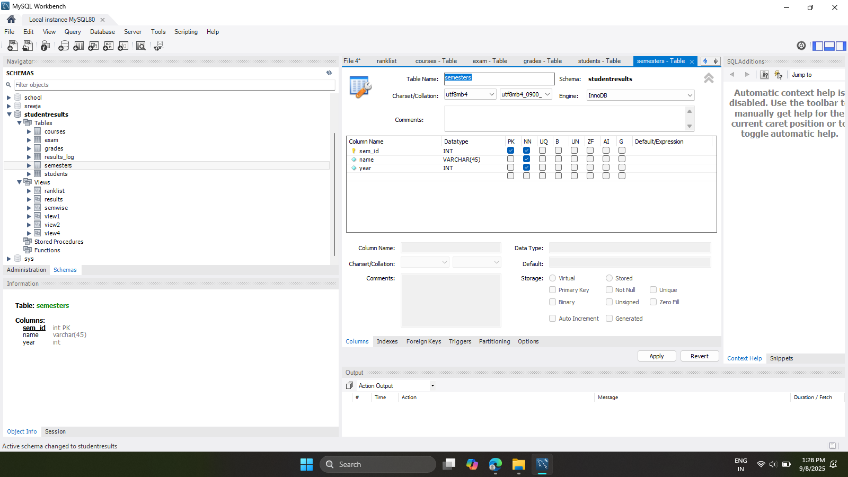 MySQL Workbench
Local instance MySQL80
File Edit View Query Database Server Tools Scripting Help
Navigator
SCHEMAS
Filter objects
school
sreeja
studentresults
Tables
courses
exam
grades
results_log
semesters
students
Views
ranklist
results
semwise
view1
view2
view4
Stored Procedures
Functions
sys
Administration Schemas
Information
Table: semesters
Columns:
sem_id int PK
name varchar(45)
year int
Object Info Session
File 4* ranklist courses - Table exam - Table grades - Table students - Table semesters - Table
Table Name: semesters Schema: studentresults
Charset/Collation: utf8mb4 utf8mb4_0900_ Engine: InnoDB
Comments:
Column Name Datatype PK NN UQ B UN ZF AI G Default/Expression
sem_id INT
name VARCHAR(45)
year INT
Column Name: Data Type:
Charset/Collation: Default:
Comments: Storage: Virtual Stored
Primary Key Not Null Unique
Binary Unsigned Zero Fill
Auto Increment Generated
Columns Indexes Foreign Keys Triggers Partitioning Options
Apply Revert
Output
Action Output
# Time Action Message Duration / Fetch
SQLAdditions
Jump to
Automatic context help is
disabled. Use the toolbar to
manually get help for the
current caret position or to
toggle automatic help.
Context Help Snippets
Active schema changed to studentresults
Search
ENG
IN
1:28 PM
9/8/2025